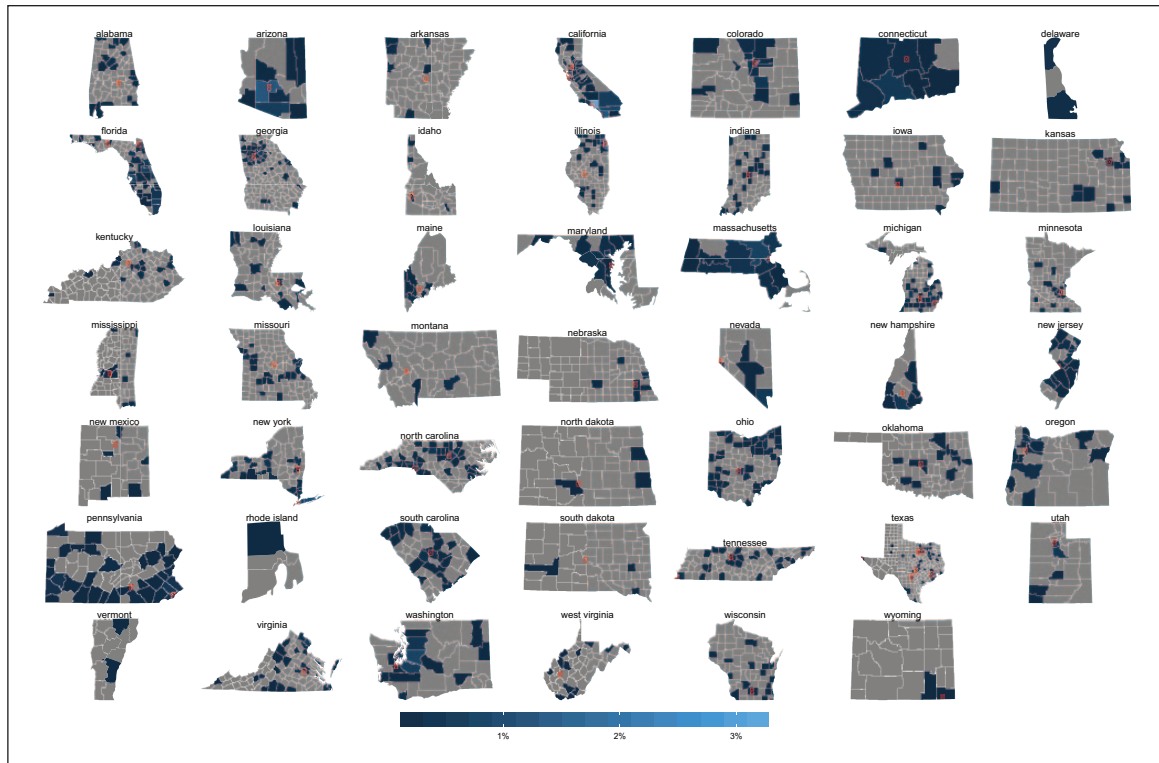 alabama arizona arkansas california colorado connecticut delaware
florida georgia idaho illinois indiana iowa kansas
kentucky louisiana maine maryland massachusetts michigan minnesota
mississippi missouri montana nebraska nevada new hampshire new jersey
new mexico new york north carolina north dakota ohio oklahoma oregon
pennsylvania rhode island south carolina south dakota tennessee texas utah
vermont virginia washington west virginia wisconsin wyoming
1% 2% 3%